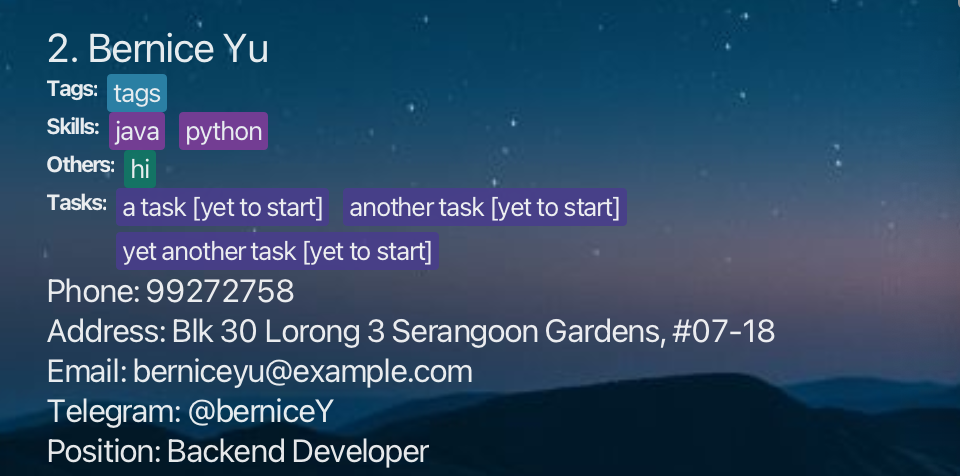 2. Bernice Yu
Tags: tags
Skills: java python
Others: hi
Tasks: a task [yet to start] another task [yet to start]
yet another task [yet to start]
Phone: 99272758
Address: Blk 30 Lorong 3 Serangoon Gardens, #07-18
Email: berniceyu@example.com
Telegram: @berniceY
Position: Backend Developer